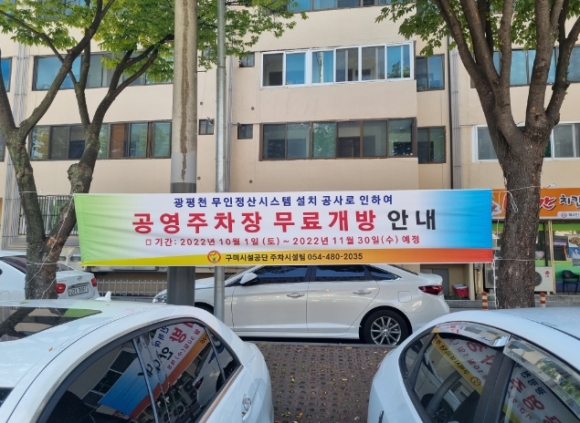 광평천 무인정산시스템 설치 공사로 인하여
공영주차장 무료개방 안내
□ 기간: 2022년 10월 1일(토) ~ 2022년 11월 30일(수) 예정
구미시설공단 주차시설팀 054-480-2035
치킨